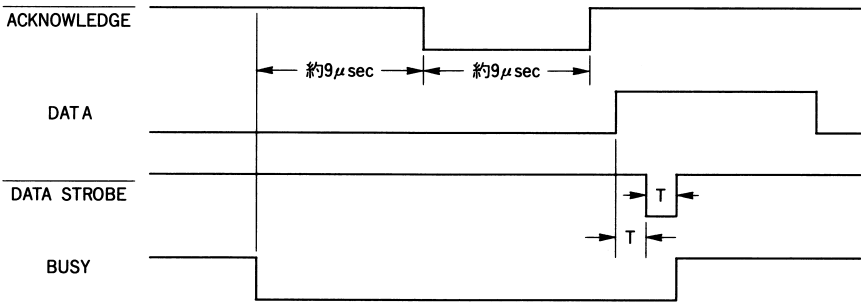 ACKNOWLEDGE
約9μsec 約9μsec
DATA
DATA STROBE
T
T
BUSY